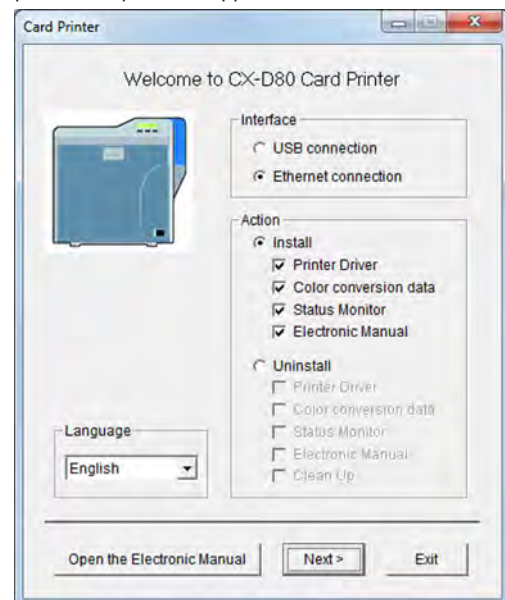 Card Printer
Welcome to CX-D80 Card Printer
Interface
USB connection
Ethernet connection
Action
Install
Printer Driver
Color conversion data
Status Monitor
Electronic Manual
Uninstall
Printer Driver
Color conversion data
Status Monitor
Electronic Manual
Clean Up
Language
English
Open the Electronic Manual
Next >
Exit